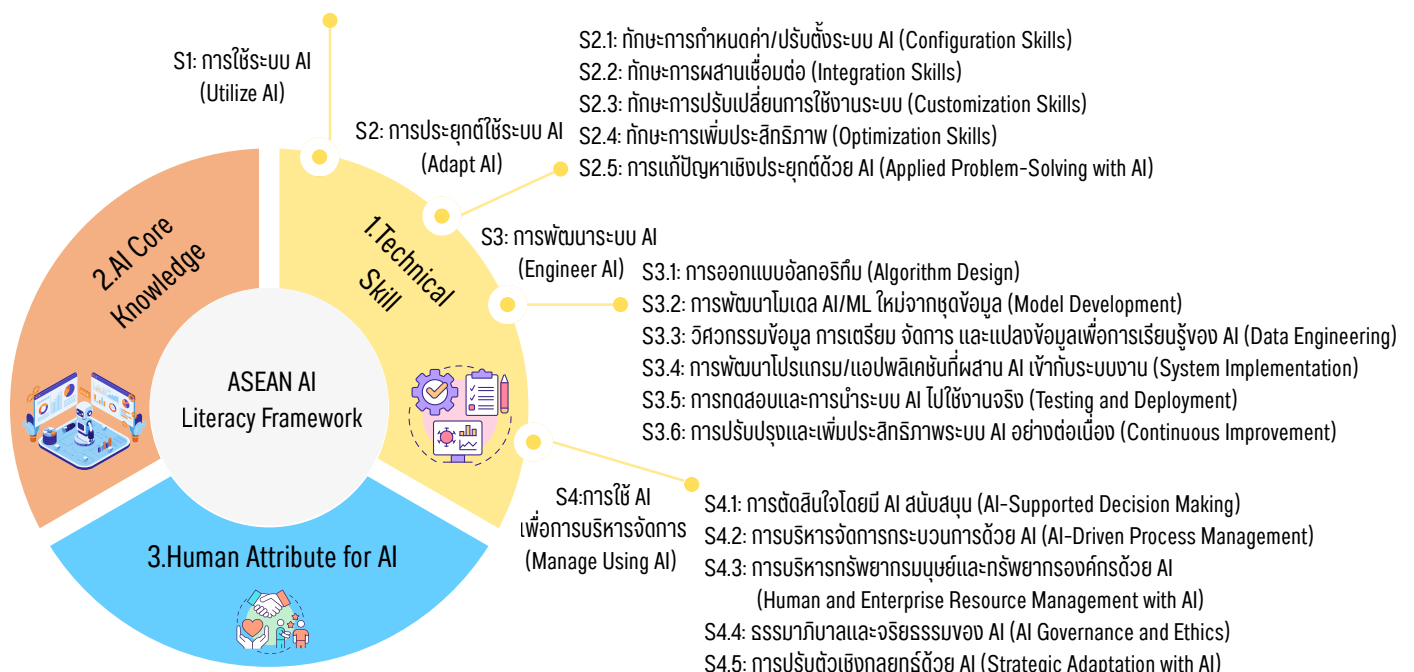 S1: การใช้ระบบ AI
(Utilize AI)
S2: การประยุกต์ใช้ระบบ AI
(Adapt AI)
S2.1: ทักษะการกำหนดค่า/ปรับตั้งระบบ AI (Configuration Skills)
S2.2: ทักษะการผสานเชื่อมต่อ (Integration Skills)
S2.3: ทักษะการปรับเปลี่ยนการใช้งานระบบ (Customization Skills)
S2.4: ทักษะการเพิ่มประสิทธิภาพ (Optimization Skills)
S2.5: การแก้ปัญหาเชิงประยุกต์ด้วย AI (Applied Problem-Solving with AI)
2.AI Core
Knowledge
1.Technical
Skill
ASEAN AI
Literacy Framework
3.Human Attribute for AI
S3: การพัฒนาระบบ AI
(Engineer AI)
S3.1: การออกแบบอัลกอริทึม (Algorithm Design)
S3.2: การพัฒนาโมเดล AI/ML ใหม่จากชุดข้อมูล (Model Development)
S3.3: วิศวกรรมข้อมูล การเตรียม จัดการ และแปลงข้อมูลเพื่อการเรียนรู้ของ AI (Data Engineering)
S3.4: การพัฒนาโปรแกรม/แอปพลิเคชันที่ผสาน AI เข้ากับระบบงาน (System Implementation)
S3.5: การทดสอบและการนำระบบ AI ไปใช้งานจริง (Testing and Deployment)
S3.6: การปรับปรุงและเพิ่มประสิทธิภาพระบบ AI อย่างต่อเนื่อง (Continuous Improvement)
S4:การใช้ AI
เพื่อการบริหารจัดการ
(Manage Using AI)
S4.1: การตัดสินใจโดยมี AI สนับสนุน (AI-Supported Decision Making)
S4.2: การบริหารจัดการกระบวนการด้วย AI (AI-Driven Process Management)
S4.3: การบริหารทรัพยากรมนุษย์และทรัพยากรองค์กรด้วย AI
(Human and Enterprise Resource Management with AI)
S4.4: ธรรมาภิบาลและจริยธรรมของ AI (AI Governance and Ethics)
S4.5: การปรับตัวเชิงกลยุทธ์ด้วย AI (Strategic Adaptation with AI)